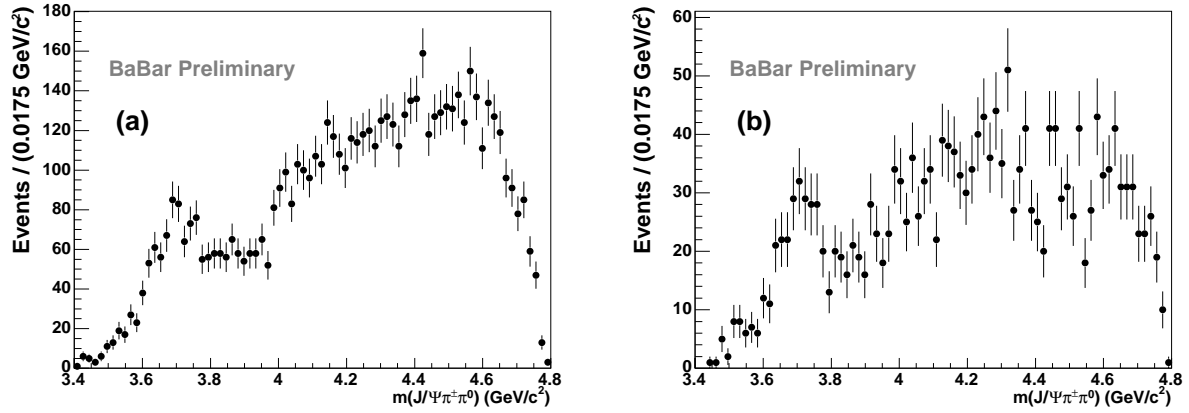 Events / (0.0175 GeV/c²)
180
160
140
120
100
80
60
40
20
0
BaBar Preliminary
(a)
3.4 3.6 3.8 4 4.2 4.4 4.6 4.8
m(J/Ψπ±π⁰) (GeV/c²)
Events / (0.0175 GeV/c²)
60
50
40
30
20
10
0
BaBar Preliminary
(b)
3.4 3.6 3.8 4 4.2 4.4 4.6 4.8
m(J/Ψπ±π⁰) (GeV/c²)